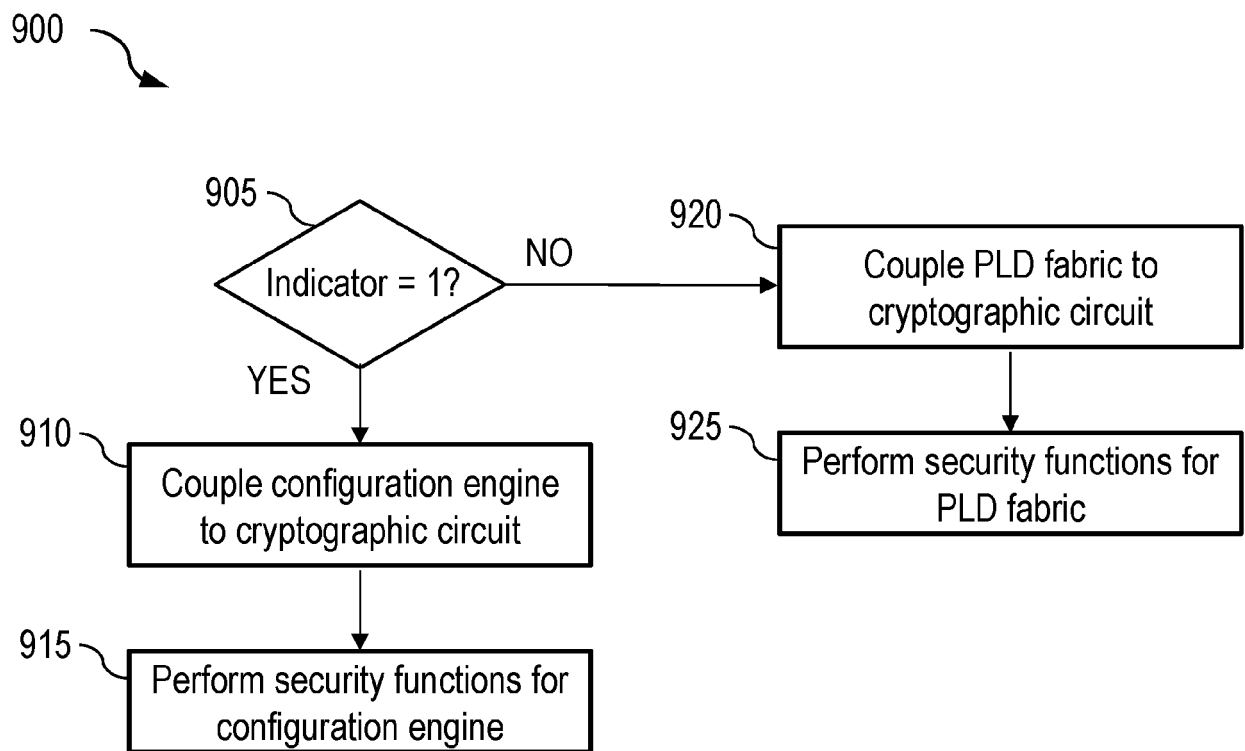 900
905
Indicator = 1?
NO
YES
920
Couple PLD fabric to
cryptographic circuit
925
Perform security functions for
PLD fabric
910
Couple configuration engine
to cryptographic circuit
915
Perform security functions for
configuration engine